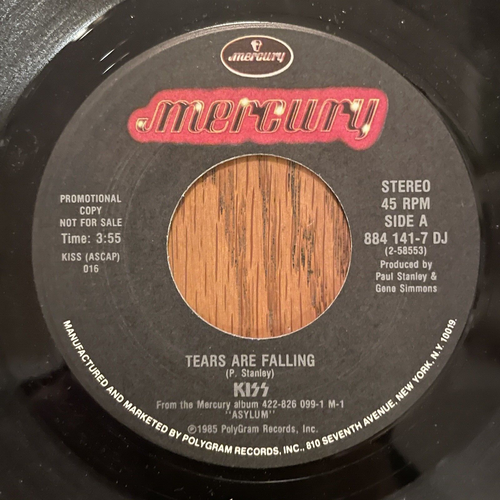 mercury
mercury
PROMOTIONAL
COPY
NOT FOR SALE
Time: 3:55
KISS (ASCAP)
016
STEREO
45 RPM
SIDE A
884 141-7 DJ
(2-58553)
Produced by
Paul Stanley &
Gene Simmons
TEARS ARE FALLING
(P. Stanley)
KISS
From the Mercury album 422-826 099-1 M-1
"ASYLUM"
℗1985 PolyGram Records, Inc.
MANUFACTURED AND MARKETED BY POLYGRAM RECORDS, INC., 810 SEVENTH AVENUE, NEW YORK, N.Y. 10019.